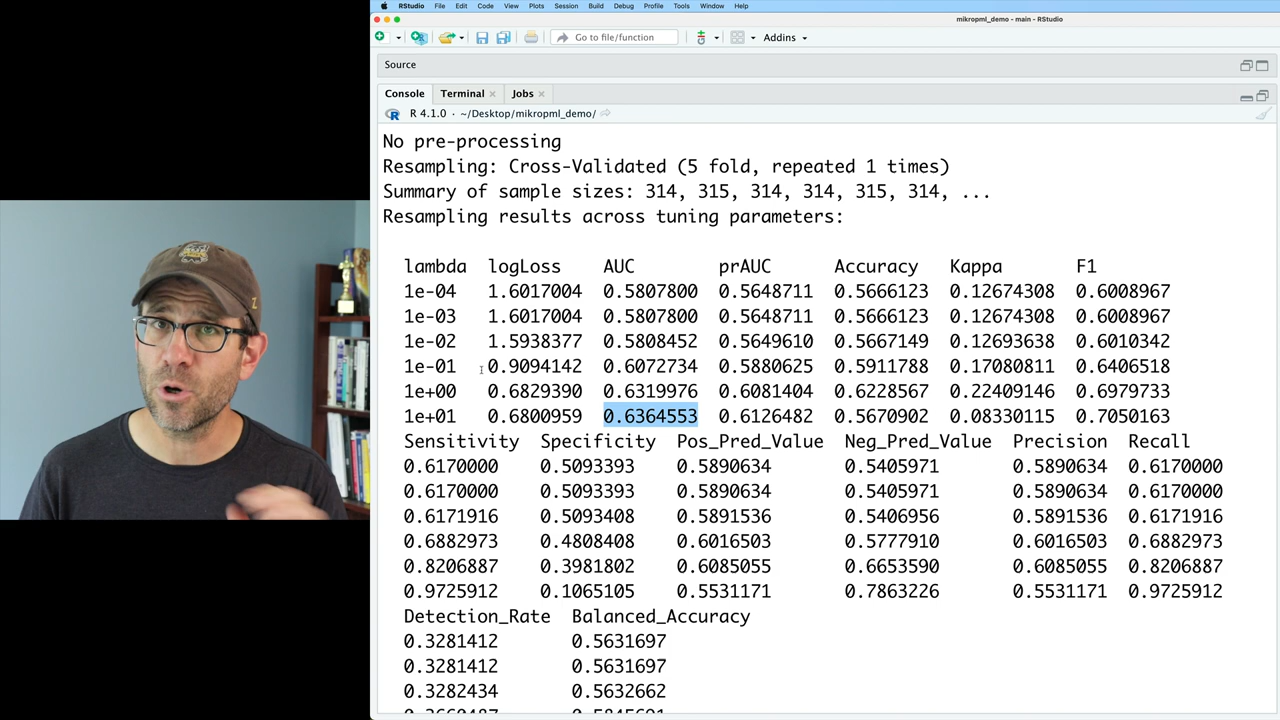 RStudio File Edit Code View Plots Session Build Debug Profile Tools Window Help
mikropml_demo - main - RStudio
Go to file/function Addins
Source
Console Terminal Jobs
R 4.1.0 · ~/Desktop/mikropml_demo/
No pre-processing
Resampling: Cross-Validated (5 fold, repeated 1 times)
Summary of sample sizes: 314, 315, 314, 314, 315, 314, ...
Resampling results across tuning parameters:
lambda logLoss AUC prAUC Accuracy Kappa F1
1e-04 1.6017004 0.5807800 0.5648711 0.5666123 0.12674308 0.6008967
1e-03 1.6017004 0.5807800 0.5648711 0.5666123 0.12674308 0.6008967
1e-02 1.5938377 0.5808452 0.5649610 0.5667149 0.12693638 0.6010342
1e-01 0.9094142 0.6072734 0.5880625 0.5911788 0.17080811 0.6406518
1e+00 0.6829390 0.6319976 0.6081404 0.6228567 0.22409146 0.6979733
1e+01 0.6800959 0.6364553 0.6126482 0.5670902 0.08330115 0.7050163
Sensitivity Specificity Pos_Pred_Value Neg_Pred_Value Precision Recall
0.6170000 0.5093393 0.5890634 0.5405971 0.5890634 0.6170000
0.6170000 0.5093393 0.5890634 0.5405971 0.5890634 0.6170000
0.6171916 0.5093408 0.5891536 0.5406956 0.5891536 0.6171916
0.6882973 0.4808408 0.6016503 0.5777910 0.6016503 0.6882973
0.8206887 0.3981802 0.6085055 0.6653590 0.6085055 0.8206887
0.9725912 0.1065105 0.5531171 0.7863226 0.5531171 0.9725912
Detection_Rate Balanced_Accuracy
0.3281412 0.5631697
0.3281412 0.5631697
0.3282434 0.5632662